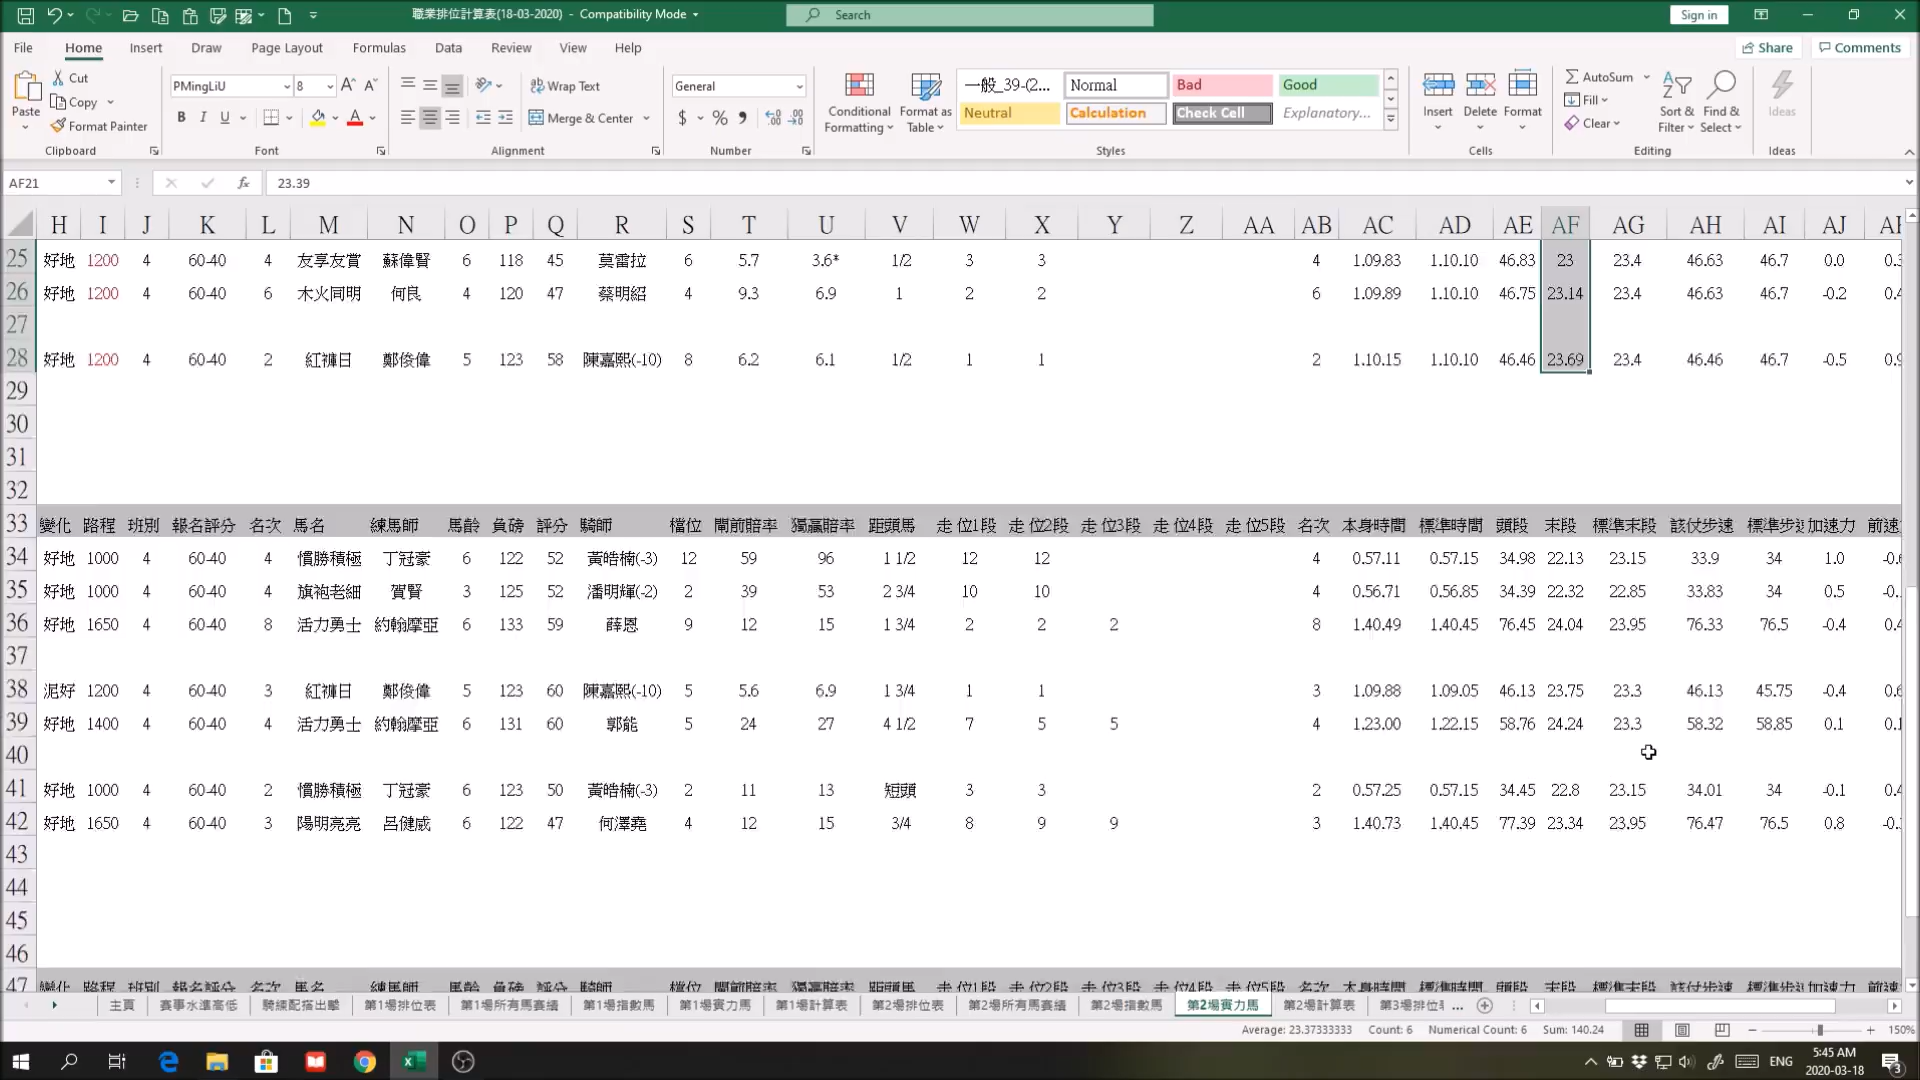 職業排位計算表(18-03-2020) - Compatibility Mode
Search
Sign in
File Home Insert Draw Page Layout Formulas Data Review View Help Share Comments
Paste Cut Copy Format Painter Clipboard
PMingLiU 8 B I U Font
Wrap Text Merge & Center Alignment
General $ % Number
Conditional Formatting Format as Table
一般_39-(2... Normal Bad Good
Neutral Calculation Check Cell Explanatory...
Styles
Insert Delete Format Cells
AutoSum Fill Clear Sort & Filter Find & Select Editing
Ideas Ideas
AF21 fx 23.39
H I J K L M N O P Q R S T U V W X Y Z AA AB AC AD AE AF AG AH AI AJ
25 好地 1200 4 60-40 4 友享友賞 蘇偉賢 6 118 45 莫雷拉 6 5.7 3.6* 1/2 3 3 4 1.09.83 1.10.10 46.83 23 23.4 46.63 46.7 0.0
26 好地 1200 4 60-40 6 木火同明 何良 4 120 47 蔡明紹 4 9.3 6.9 1 2 2 6 1.09.89 1.10.10 46.75 23.14 23.4 46.63 46.7 -0.2
27
28 好地 1200 4 60-40 2 紅褲日 鄭俊偉 5 123 58 陳嘉熙(-10) 8 6.2 6.1 1/2 1 1 2 1.10.15 1.10.10 46.46 23.69 23.4 46.46 46.7 -0.5
29
30
31
32
33 變化 路程 班別 報名評分 名次 馬名 練馬師 馬齡 負磅 評分 騎師 檔位 閘前賠率 獨贏賠率 距頭馬 走位1段 走位2段 走位3段 走位4段 走位5段 名次 本身時間 標準時間 頭段 末段 標準末段 該仗步速 標準步 加速力 前速
34 好地 1000 4 60-40 4 慣勝積極 丁冠豪 6 122 52 黃皓楠(-3) 12 59 96 1 1/2 12 12 4 0.57.11 0.57.15 34.98 22.13 23.15 33.9 34 1.0
35 好地 1000 4 60-40 4 旗袍老細 賀賢 3 125 52 潘明輝(-2) 2 39 53 2 3/4 10 10 4 0.56.71 0.56.85 34.39 22.32 22.85 33.83 34 0.5
36 好地 1650 4 60-40 8 活力勇士 約翰摩亞 6 133 59 薛恩 9 12 15 1 3/4 2 2 2 8 1.40.49 1.40.45 76.45 24.04 23.95 76.33 76.5 -0.4
37
38 泥好 1200 4 60-40 3 紅褲日 鄭俊偉 5 123 60 陳嘉熙(-10) 5 5.6 6.9 1 3/4 1 1 3 1.09.88 1.09.05 46.13 23.75 23.3 46.13 45.75 -0.4
39 好地 1400 4 60-40 4 活力勇士 約翰摩亞 6 131 60 郭能 5 24 27 4 1/2 7 5 5 4 1.23.00 1.22.15 58.76 24.24 23.3 58.32 58.85 0.1
40
41 好地 1000 4 60-40 2 慣勝積極 丁冠豪 6 123 50 黃皓楠(-3) 2 11 13 短頭 3 3 2 0.57.25 0.57.15 34.45 22.8 23.15 34.01 34 -0.1
42 好地 1650 4 60-40 3 陽明亮亮 呂健威 6 122 47 何澤堯 4 12 15 3/4 8 9 9 3 1.40.73 1.40.45 77.39 23.34 23.95 76.47 76.5 0.8
43
44
45
46
47
主頁 賽事水準高低 騎練配搭出擊 第1場排位表 第1場所有馬賽績 第1場指數馬 第1場實力馬 第1場計算表 第2場排位表 第2場所有馬賽績 第2場指數馬 第2場實力馬 第2場計算表 第3場排位 ...
Average: 23.37333333 Count: 6 Numerical Count: 6 Sum: 140.24 150%
ENG 5:45 AM
2020-03-18 3